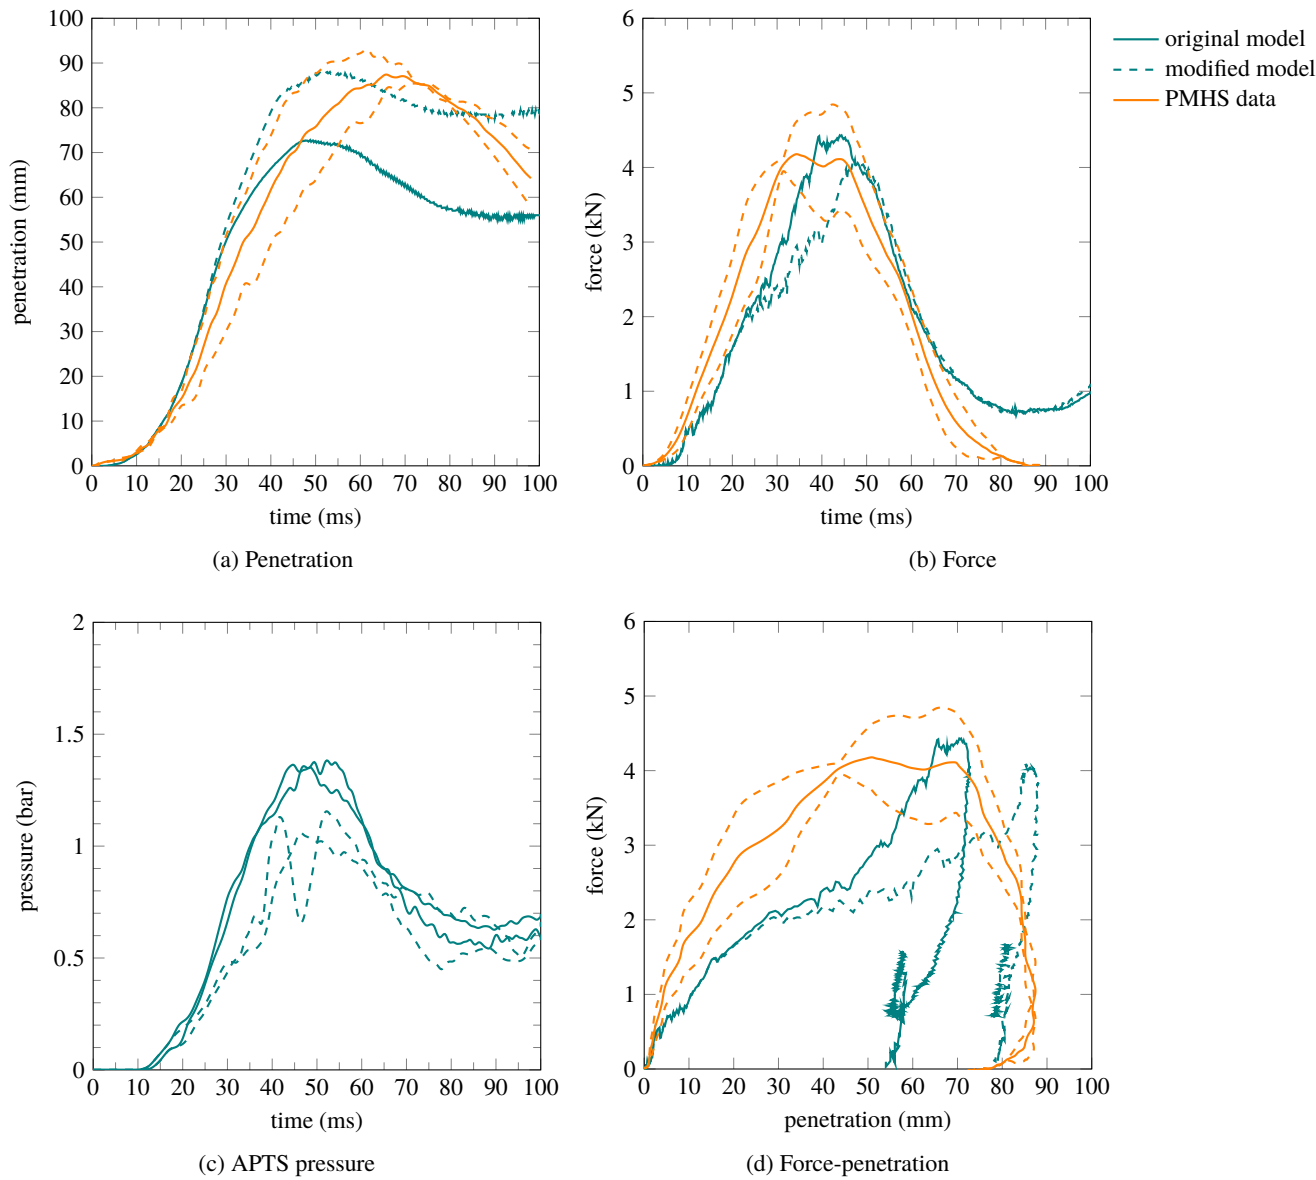 100
90
80
70
60
50
40
30
20
10
0
penetration (mm)
0 10 20 30 40 50 60 70 80 90 100
time (ms)
(a) Penetration
6
5
4
3
2
1
0
force (kN)
0 10 20 30 40 50 60 70 80 90 100
time (ms)
(b) Force
original model
modified model
PMHS data
2
1.5
1
0.5
0
pressure (bar)
0 10 20 30 40 50 60 70 80 90 100
time (ms)
(c) APTS pressure
6
5
4
3
2
1
0
force (kN)
0 10 20 30 40 50 60 70 80 90 100
penetration (mm)
(d) Force-penetration